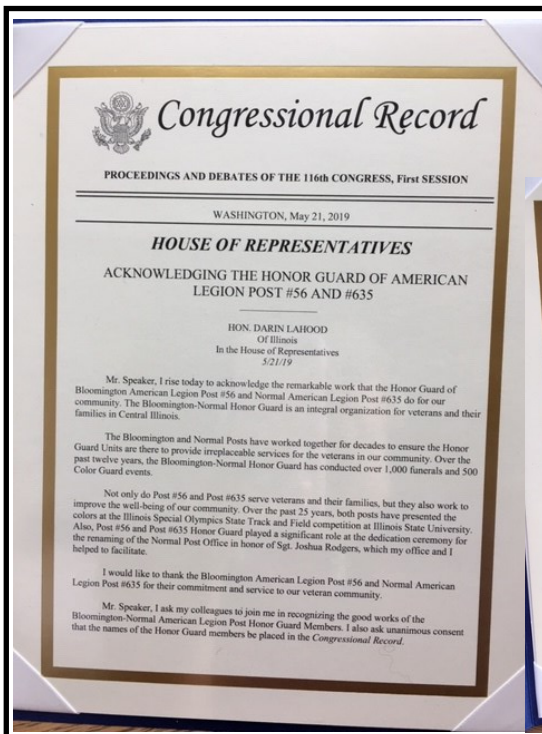 Congressional Record
PROCEEDINGS AND DEBATES OF THE 116th CONGRESS, First SESSION
WASHINGTON, May 21, 2019
HOUSE OF REPRESENTATIVES
ACKNOWLEDGING THE HONOR GUARD OF AMERICAN
LEGION POST #56 AND #635
HON. DARIN LAHOOD
Of Illinois
In the House of Representatives
5/21/19
Mr. Speaker, I rise today to acknowledge the remarkable work that the Honor Guard of
Bloomington American Legion Post #56 and Normal American Legion Post #635 do for our
community. The Bloomington-Normal Honor Guard is an integral organization for veterans and their
families in Central Illinois.
The Bloomington and Normal Posts have worked together for decades to ensure the Honor
Guard Units are there to provide irreplaceable services for the veterans in our community. Over the
past twelve years, the Bloomington-Normal Honor Guard has conducted over 1,000 funerals and 500
Color Guard events.
Not only do Post #56 and Post #635 serve veterans and their families, but they also work to
improve the well-being of our community. Over the past 25 years, both posts have presented the
colors at the Illinois Special Olympics State Track and Field competition at Illinois State University.
Also, Post #56 and Post #635 Honor Guard played a significant role at the dedication ceremony for
the renaming of the Normal Post Office in honor of Sgt. Joshua Rodgers, which my office and I
helped to facilitate.
I would like to thank the Bloomington American Legion Post #56 and Normal American
Legion Post #635 for their commitment and service to our veteran community.
Mr. Speaker, I ask my colleagues to join me in recognizing the good works of the
Bloomington-Normal American Legion Post Honor Guard Members. I also ask unanimous consent
that the names of the Honor Guard members be placed in the Congressional Record.